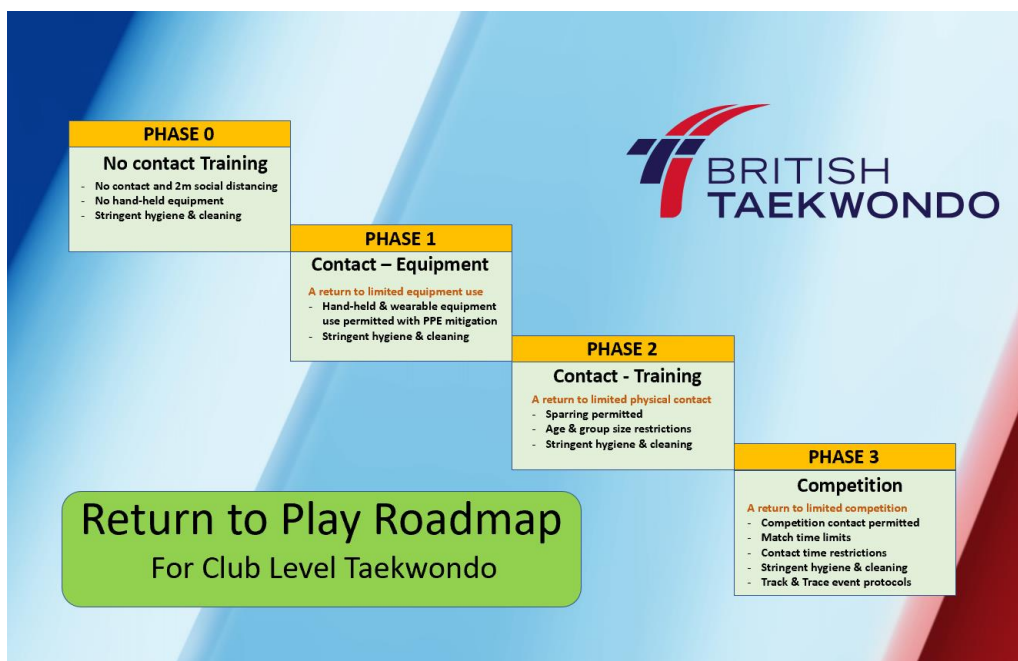 PHASE 0
No contact Training
- No contact and 2m social distancing
- No hand-held equipment
- Stringent hygiene & cleaning
BRITISH
TAEKWONDO
PHASE 1
Contact – Equipment
A return to limited equipment use
- Hand-held & wearable equipment
use permitted with PPE mitigation
- Stringent hygiene & cleaning
PHASE 2
Contact - Training
A return to limited physical contact
- Sparring permitted
- Age & group size restrictions
- Stringent hygiene & cleaning
PHASE 3
Competition
A return to limited competition
- Competition contact permitted
- Match time limits
- Contact time restrictions
- Stringent hygiene & cleaning
- Track & Trace event protocols
Return to Play Roadmap
For Club Level Taekwondo